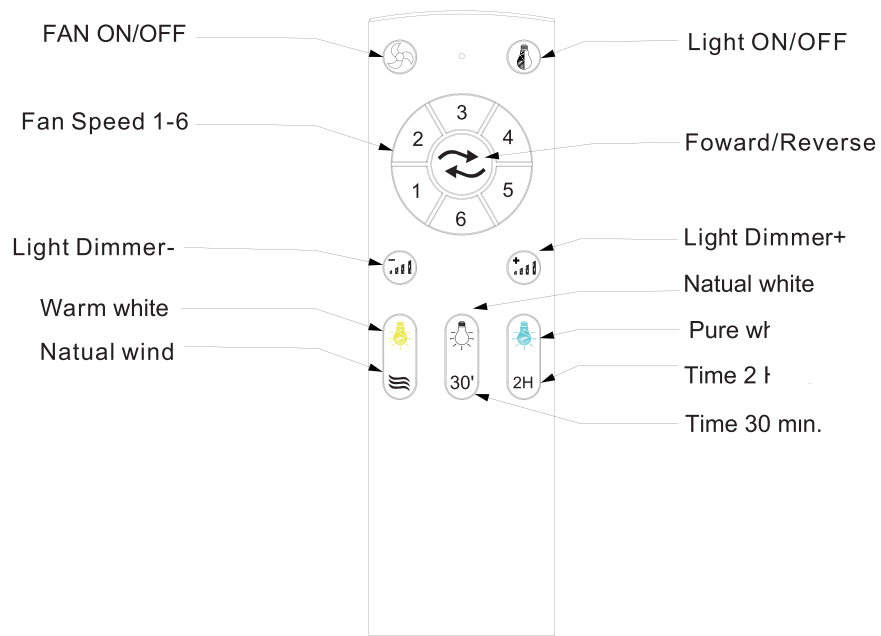 FAN ON/OFF
Light ON/OFF
Fan Speed 1-6
3
2
4
Foward/Reverse
1
5
6
Light Dimmer-
Light Dimmer+
-
+
Natual white
Warm white
Pure
Natual wind
30'
2H
Time 2
Time 30 min.